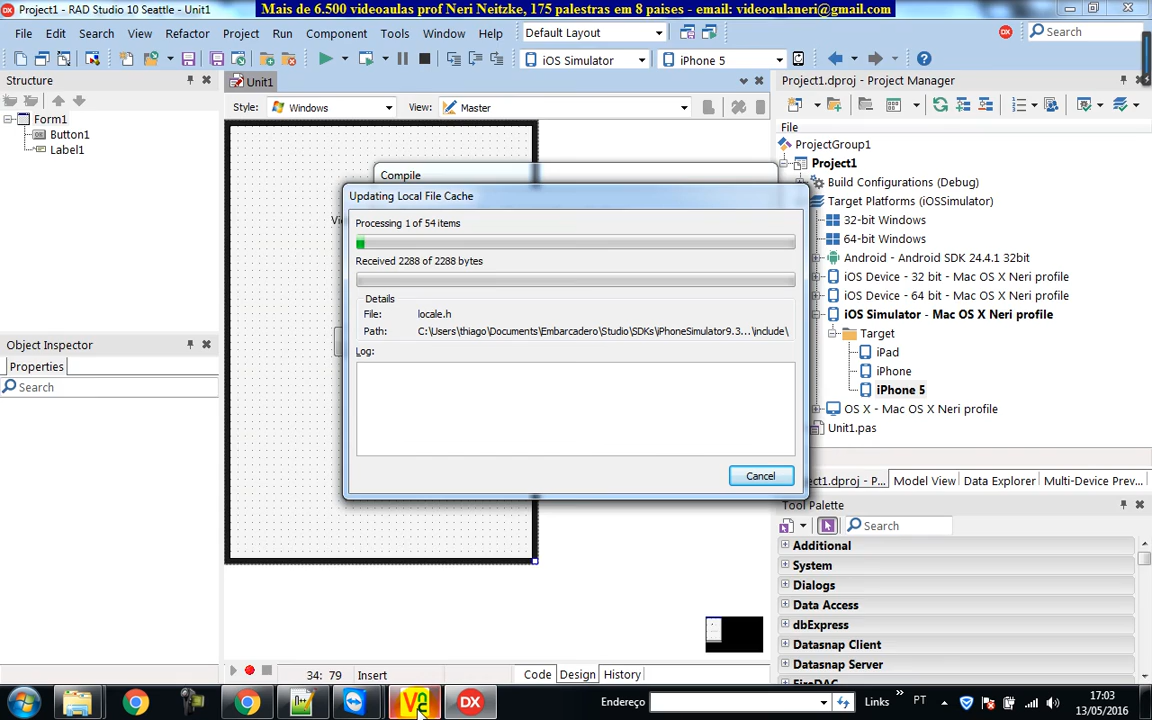 Project1 - RAD Studio 10 Seattle - Unit1
Mais de 6.500 videoaulas prof Neri Neitzke, 175 palestras em 8 paises - email: videoaulaneri@gmail.com
File Edit Search View Refactor Project Run Component Tools Window Help
Default Layout
DX
Search
iOS Simulator
iPhone 5
Structure
Unit1
Project1.dproj - Project Manager
Style: Windows
View: Master
File
Form1
Button1
Label1
ProjectGroup1
Project1
Build Configurations (Debug)
Target Platforms (iOSSimulator)
32-bit Windows
64-bit Windows
Android - Android SDK 24.4.1 32bit
iOS Device - 32 bit - Mac OS X Neri profile
iOS Device - 64 bit - Mac OS X Neri profile
iOS Simulator - Mac OS X Neri profile
Target
iPad
iPhone
iPhone 5
OS X - Mac OS X Neri profile
Unit1.pas
Compile
Updating Local File Cache
Processing 1 of 54 items
Received 2288 of 2288 bytes
Details
File: locale.h
Path: C:\Users\thiago\Documents\Embarcadero\Studio\SDKs\iPhoneSimulator9.3...\include\
Log:
Cancel
Object Inspector
Properties
Search
ct1.dproj - P... Model View Data Explorer Multi-Device Prev...
Tool Palette
Search
Additional
System
Dialogs
Data Access
dbExpress
Datasnap Client
Datasnap Server
FireDAC
34: 79 Insert
Code Design History
DX
Endereço
Links
PT
17:03
13/05/2016